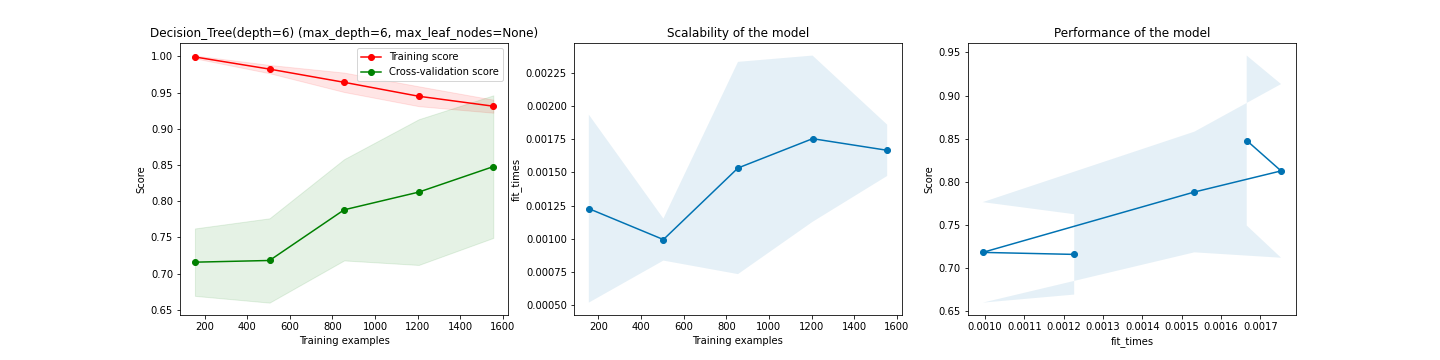 Decision_Tree(depth=6) (max_depth=6, max_leaf_nodes=None)
Training score
Cross-validation score
1.00
0.95
0.90
0.85
0.80
0.75
0.70
0.65
Score
200 400 600 800 1000 1200 1400 1600
Training examples
Scalability of the model
0.00225
0.00200
0.00175
0.00150
0.00125
0.00100
0.00075
0.00050
fit_times
200 400 600 800 1000 1200 1400 1600
Training examples
Performance of the model
0.95
0.90
0.85
0.80
0.75
0.70
0.65
Score
0.0010 0.0011 0.0012 0.0013 0.0014 0.0015 0.0016 0.0017
fit_times